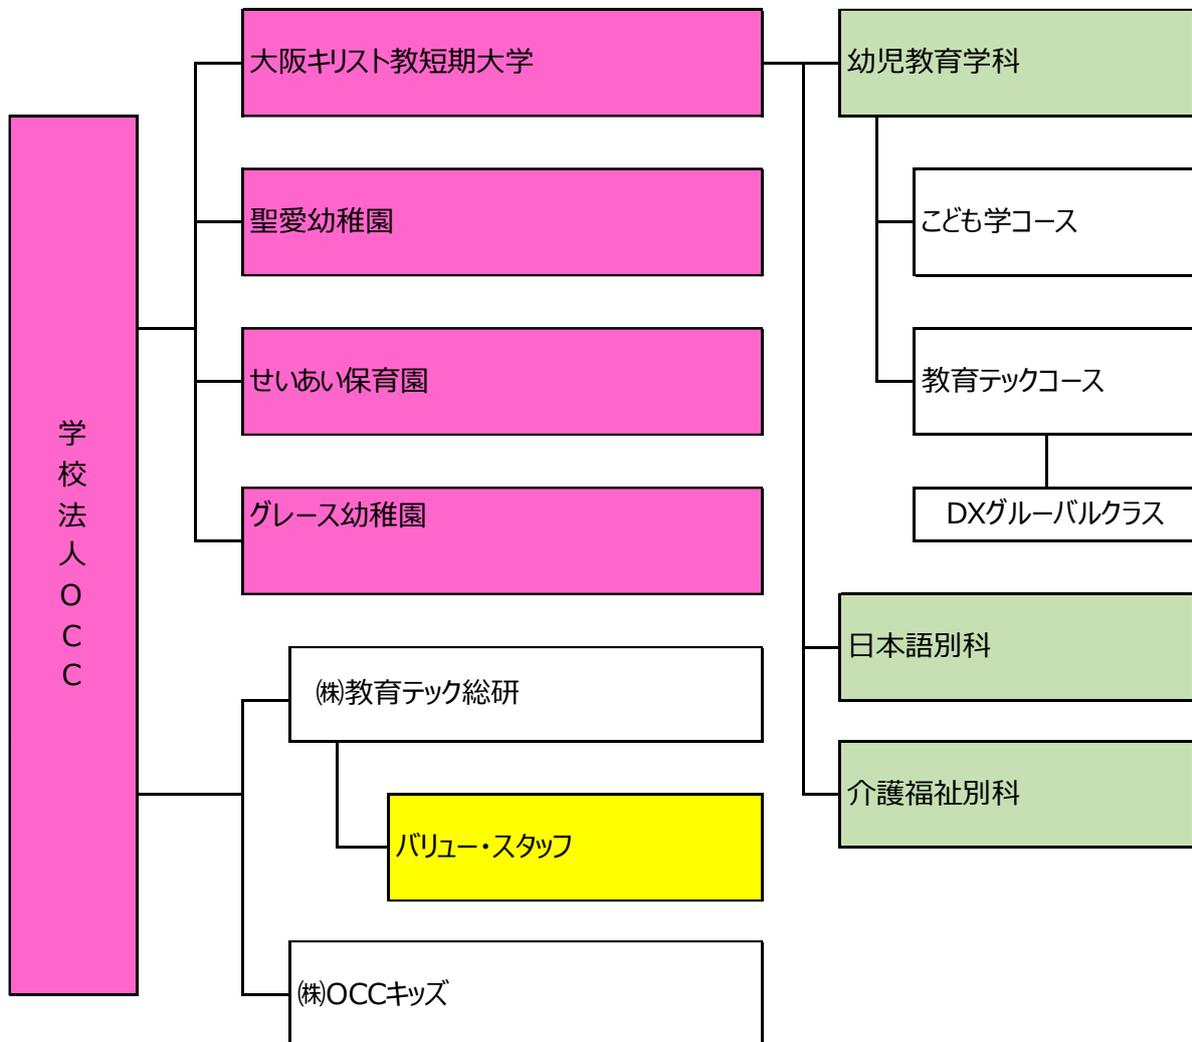 学校法人OCC
大阪キリスト教短期大学
聖愛幼稚園
せいあい保育園
グレース幼稚園
㈱教育テック総研
バリュー・スタッフ
㈱OCCキッズ
幼児教育学科
こども学コース
教育テックコース
DXグルーバルクラス
日本語別科
介護福祉別科